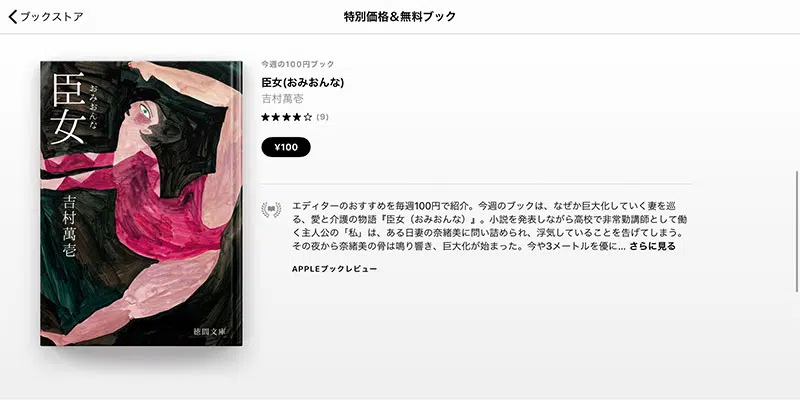 ブックストア
特別価格&無料ブック
臣女
おみおんな
吉村萬壱
徳間文庫
今週の100円ブック
臣女(おみおんな)
吉村萬壱
★★★★☆ (9)
¥100
エディターのおすすめを毎週100円で紹介。今週のブックは、なぜか巨大化していく妻を巡
る、愛と介護の物語『臣女（おみおんな）』。小説を発表しながら高校で非常勤講師として働
く主人公の「私」は、ある日妻の奈緒美に問い詰められ、浮気していることを告げてしまう。
その夜から奈緒美の骨は鳴り響き、巨大化が始まった。今や3メートルを優に... さらに見る
APPLEブックレビュー